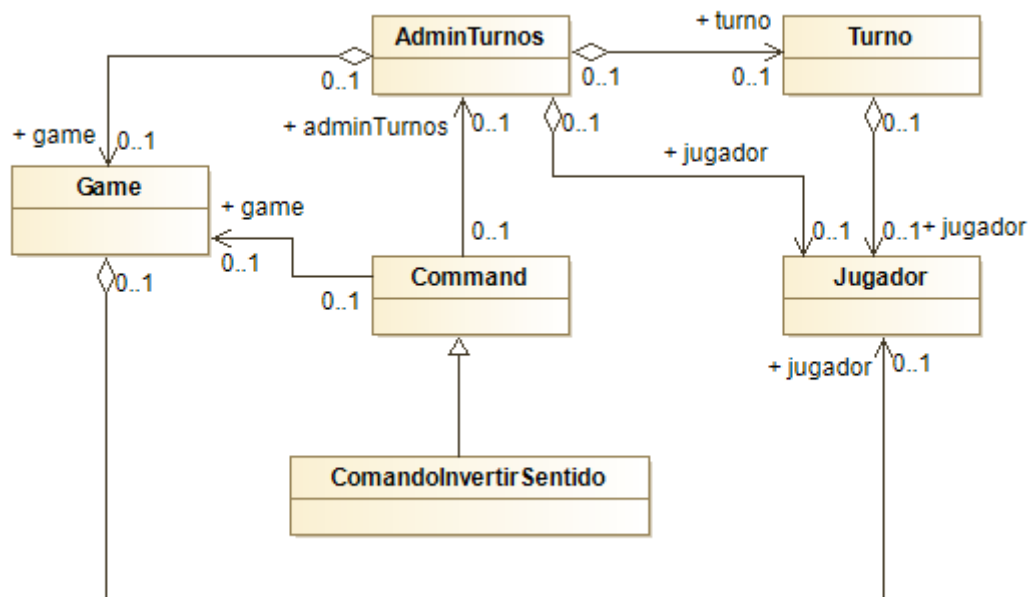 AdminTurnos
+ turno
Turno
0..1
0..1
0..1
+ adminTurnos
0..1
0..1
0..1
+ game
0..1
+ jugador
Game
+ game
0..1
0..1
0..1
0..1
+ jugador
0..1
0..1
Command
Jugador
0..1
+ jugador
0..1
ComandoInvertirSentido